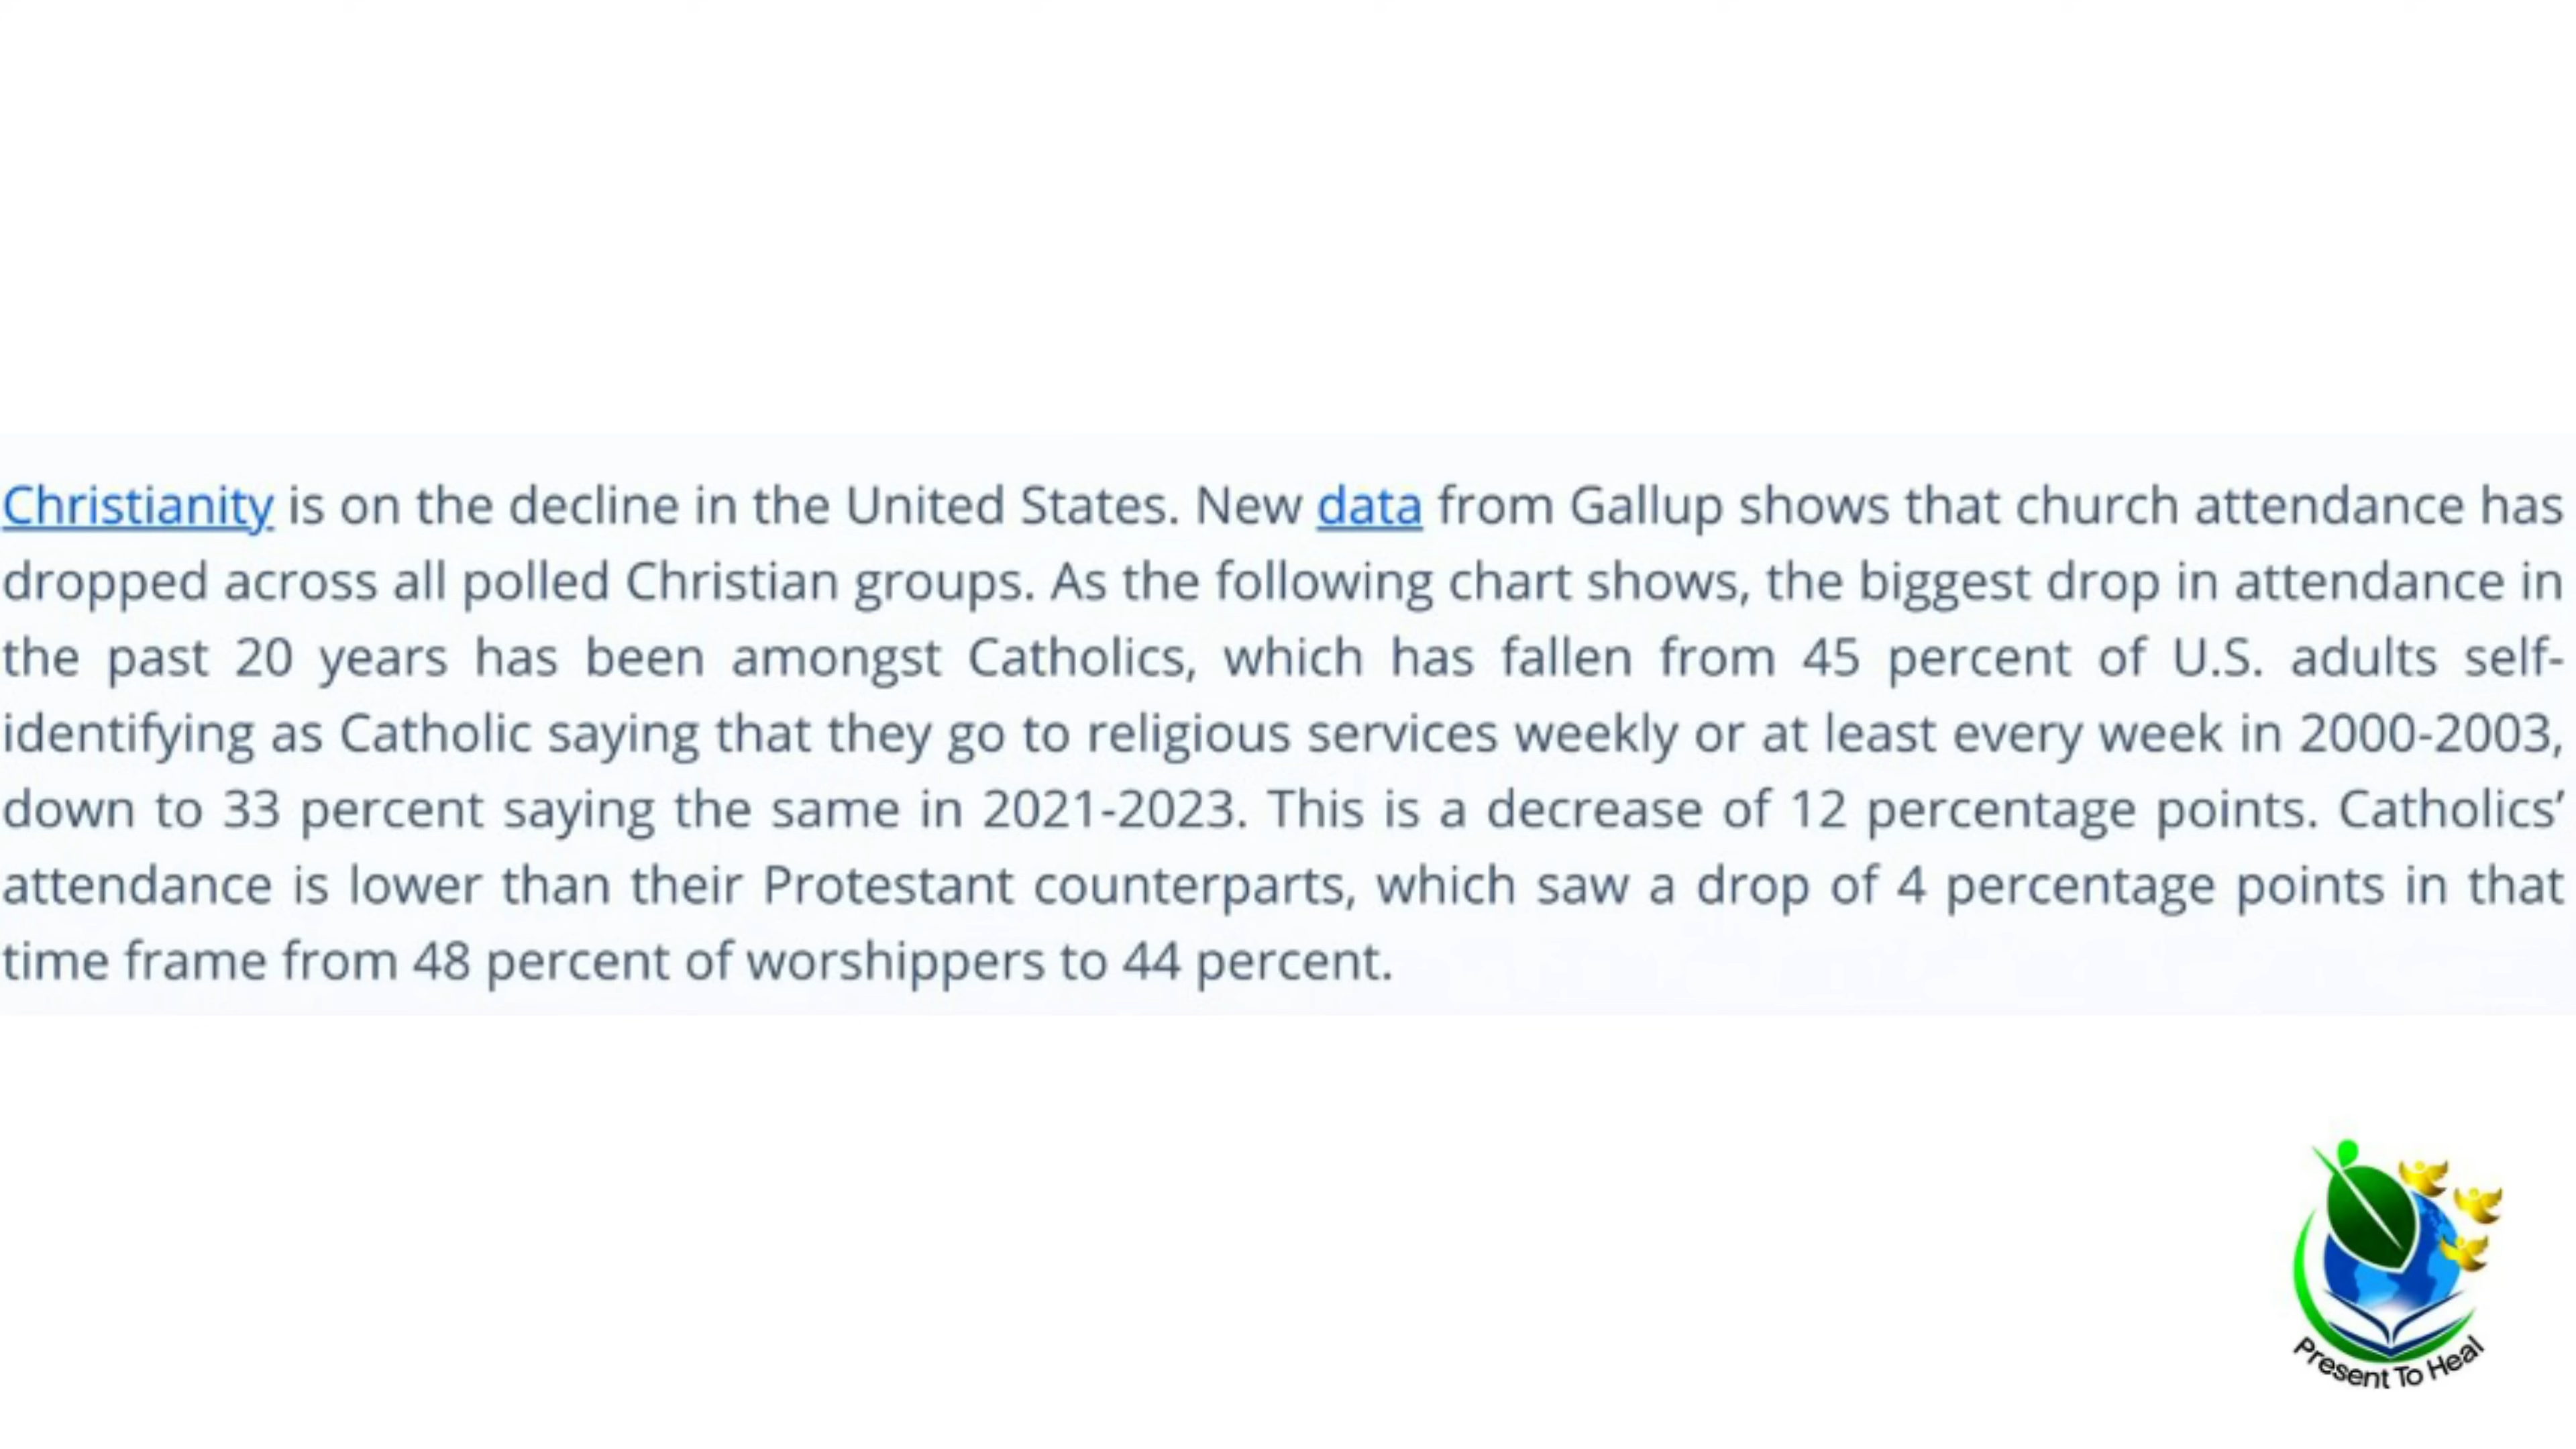 Christianity is on the decline in the United States. New data from Gallup shows that church attendance has
dropped across all polled Christian groups. As the following chart shows, the biggest drop in attendance in
the past 20 years has been amongst Catholics, which has fallen from 45 percent of U.S. adults self-
identifying as Catholic saying that they go to religious services weekly or at least every week in 2000-2003,
down to 33 percent saying the same in 2021-2023. This is a decrease of 12 percentage points. Catholics’
attendance is lower than their Protestant counterparts, which saw a drop of 4 percentage points in that
time frame from 48 percent of worshippers to 44 percent.
Present To Heal